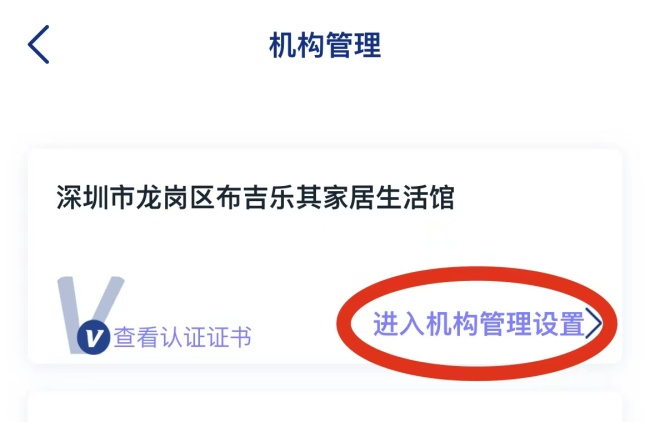 机构管理
深圳市龙岗区布吉乐其家居生活馆
V
V查看认证证书
进入机构管理设置